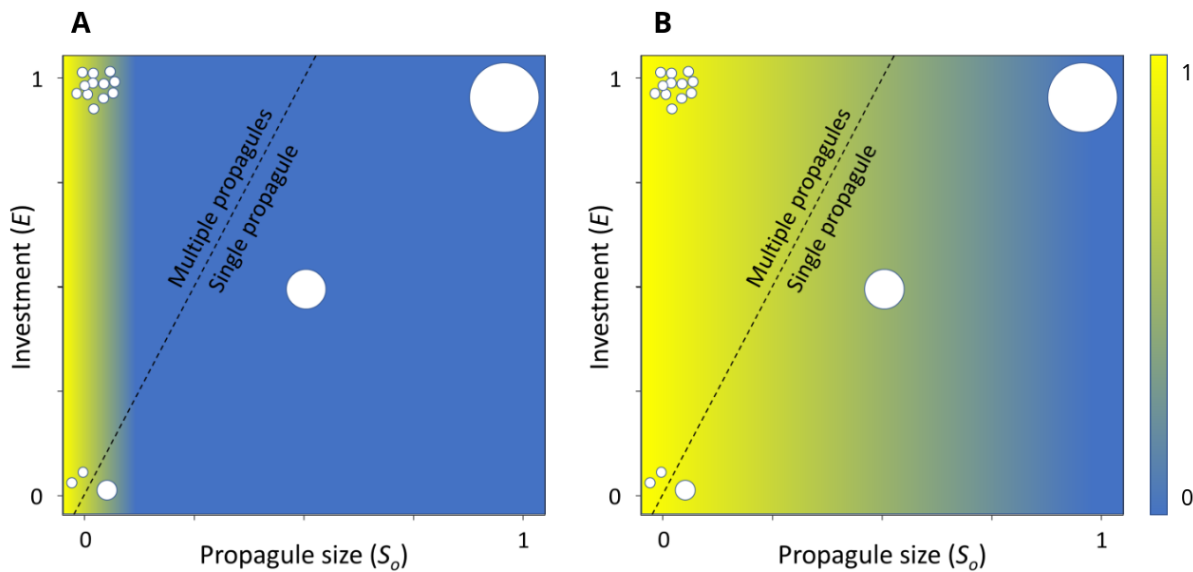 A
B
1
Multiple propagules
Single propagule
Investment (E)
0
0
1
Propagule size (Sₒ)
1
Multiple propagules
Single propagule
Investment (E)
0
0
1
Propagule size (Sₒ)
1
0